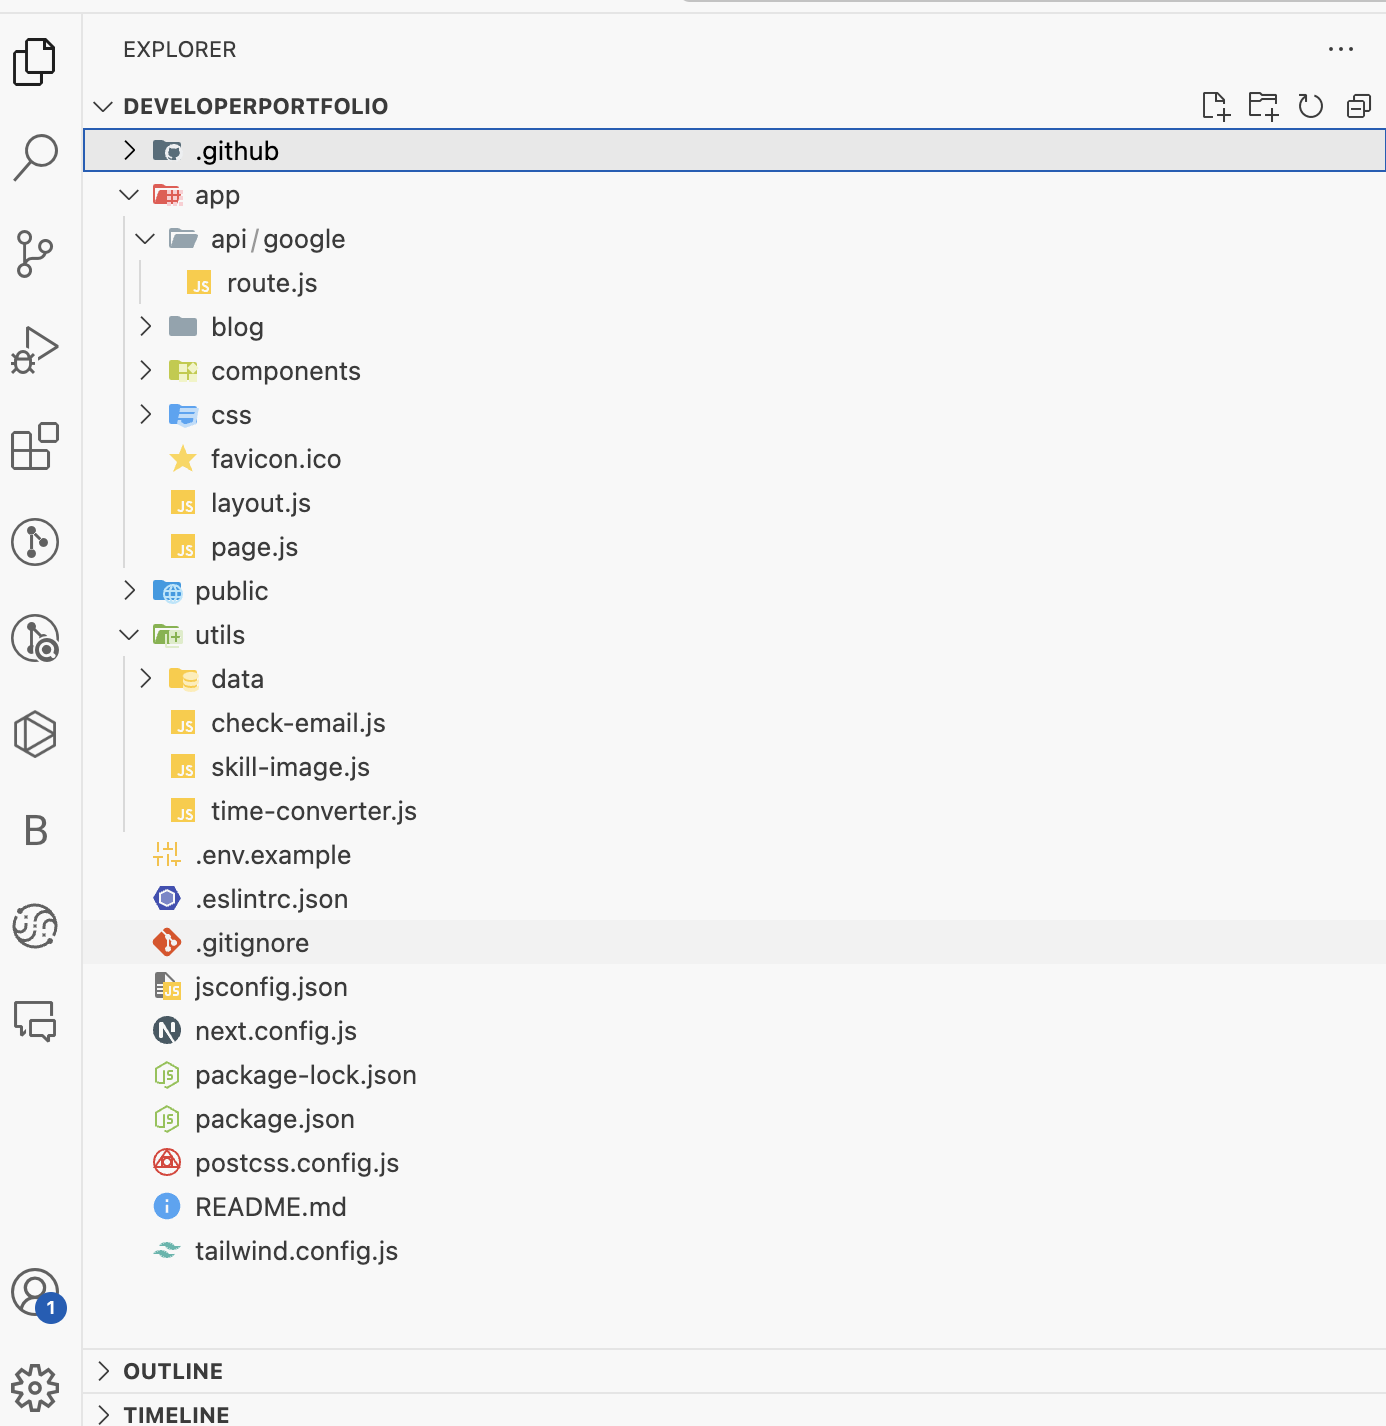 EXPLORER
DEVELOPERPORTFOLIO
.github
app
api/google
JS route.js
blog
components
css
favicon.ico
JS layout.js
JS page.js
public
utils
data
JS check-email.js
JS skill-image.js
JS time-converter.js
.env.example
.eslintrc.json
.gitignore
JS jsconfig.json
N next.config.js
JS package-lock.json
JS package.json
postcss.config.js
i README.md
tailwind.config.js
OUTLINE
TIMELINE
B
1